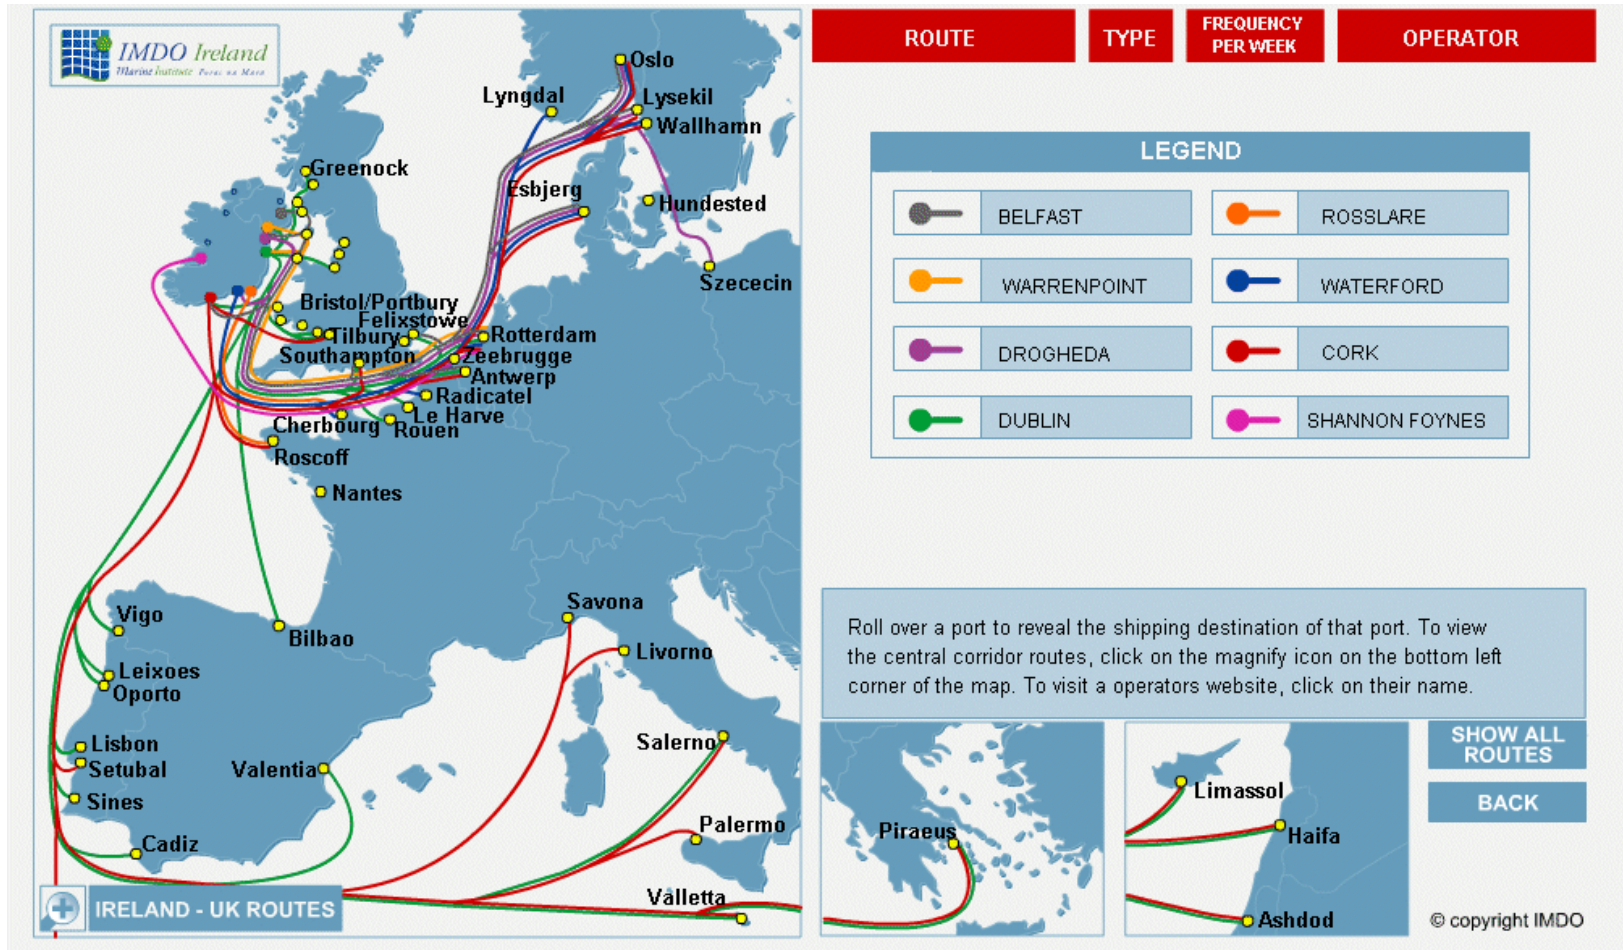 IMDO Ireland
Marine Institute Foras na Mara
ROUTE
TYPE
FREQUENCY
PER WEEK
OPERATOR
Oslo
Lyngdal
Lysekil
Wallhamn
Greenock
Esbjerg
Hundested
Szececin
Bristol/Portbury
Felixstowe
Tilbury
Rotterdam
Southampton
Zeebrugge
Antwerp
Radicatel
Le Harve
Cherbourg
Rouen
Roscoff
Nantes
Vigo
Bilbao
Savona
Livorno
Leixoes
Oporto
Lisbon
Setubal
Valentia
Salerno
Sines
Cadiz
Palermo
Valletta
IRELAND - UK ROUTES
LEGEND
BELFAST
ROSSLARE
WARRENPOINT
WATERFORD
DROGHEDA
CORK
DUBLIN
SHANNON FOYNES
Roll over a port to reveal the shipping destination of that port. To view
the central corridor routes, click on the magnify icon on the bottom left
corner of the map. To visit a operators website, click on their name.
Piraeus
Limassol
Haifa
Ashdod
SHOW ALL
ROUTES
BACK
© copyright IMDO